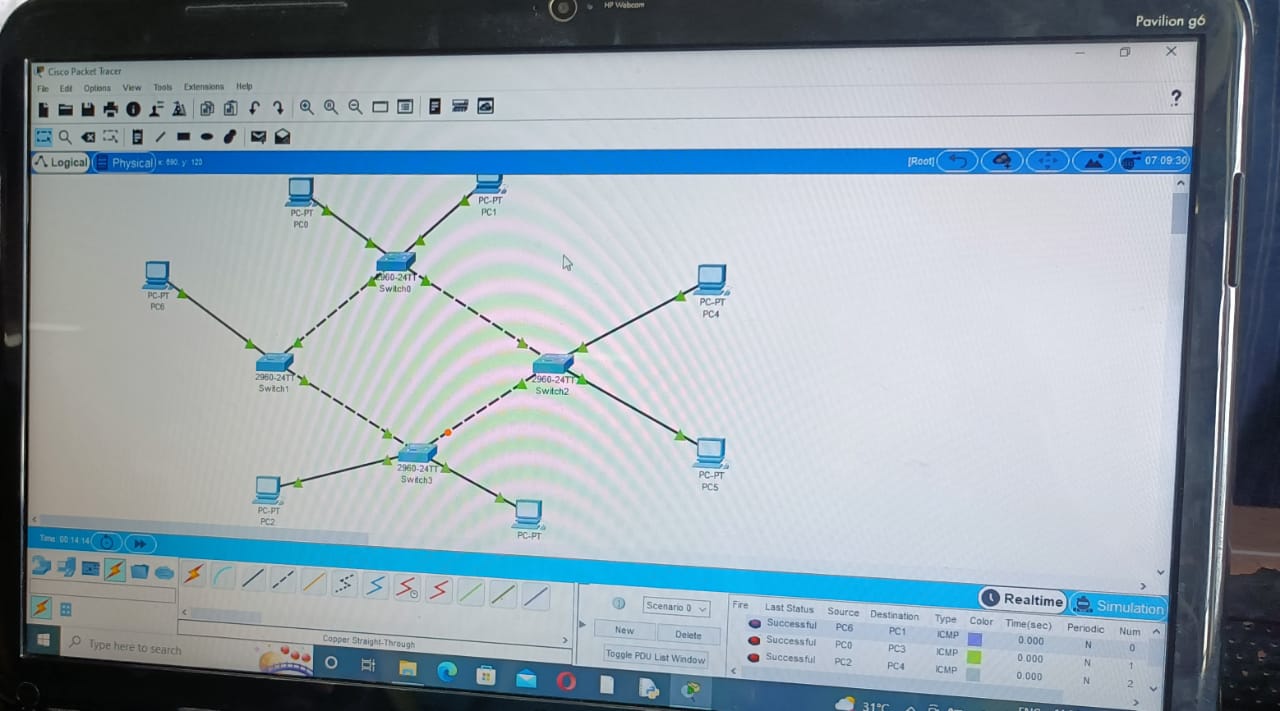 HP Webcam
Pavilion g6
Cisco Packet Tracer
File Edit Options View Tools Extensions Help
?
Logical Physical x: 690, y: 123 [Root] 07:09:30
PC-PT
PC0
PC-PT
PC1
2960-24TT
Switch0
PC-PT
PC6
PC-PT
PC4
2960-24TT
Switch1
2960-24TT
Switch2
2960-24TT
Switch3
PC-PT
PC5
PC-PT
PC2
PC-PT
Time: 00:14:14
Realtime Simulation
Scenario 0
New Delete
Toggle PDU List Window
Fire Last Status Source Destination Type Color Time(sec) Periodic Num
Successful PC6 PC1 ICMP 0.000 N 0
Successful PC0 PC3 ICMP 0.000 N 1
Successful PC2 PC4 ICMP 0.000 N 2
Copper Straight-Through
Type here to search
31°C